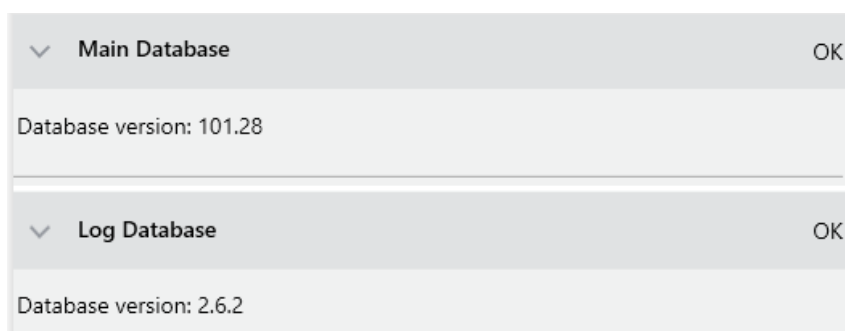 Main Database OK
Database version: 101.28
Log Database OK
Database version: 2.6.2